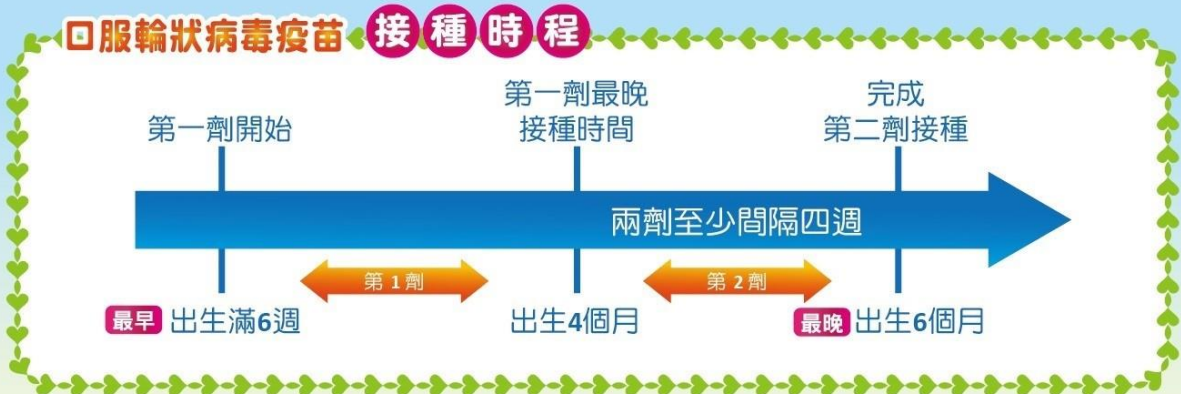 口服輪狀病毒疫苗 接種時程
第一劑開始
第一劑最晚
接種時間
完成
第二劑接種
兩劑至少間隔四週
第1劑
第2劑
最早 出生滿6週
出生4個月
最晚 出生6個月